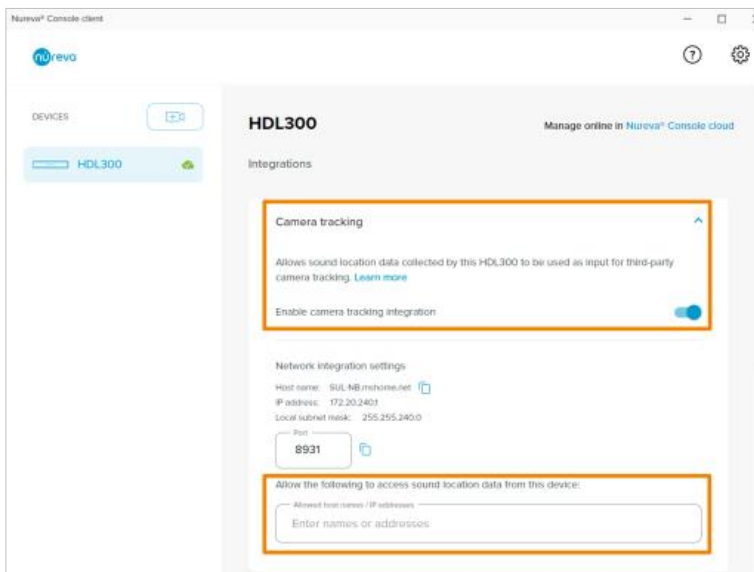 Nureva® Console client
nureva
DEVICES
HDL300
HDL300
Manage online in Nureva® Console cloud
Integrations
Camera tracking
Allows sound location data collected by this HDL300 to be used as input for third-party
camera tracking. Learn more
Enable camera tracking integration
Network integration settings
Host name: SUL-NB.mshome.net
IP address: 172.20.240.1
Local subnet mask: 255.255.240.0
Port
8931
Allow the following to access sound location data from this device:
Allowed host names / IP addresses
Enter names or addresses